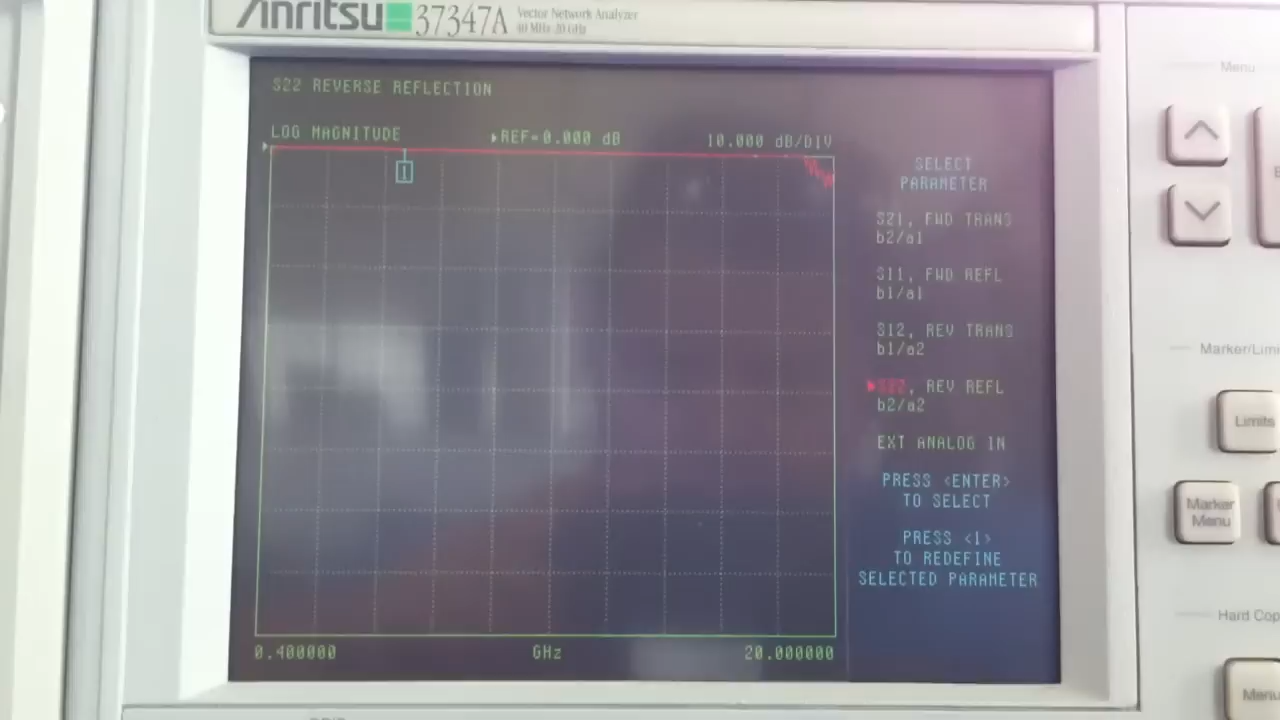 Anritsu 37347A Vector Network Analyzer
40 MHz-20 GHz
S22 REVERSE REFLECTION
LOG MAGNITUDE ▸REF=0.000 dB 10.000 dB/DIV
1
SELECT
PARAMETER
S21, FWD TRANS
b2/a1
S11, FWD REFL
b1/a1
S12, REV TRANS
b1/a2
S22, REV REFL
b2/a2
EXT ANALOG IN
PRESS <ENTER>
TO SELECT
PRESS <1>
TO REDEFINE
SELECTED PARAMETER
0.400000 GHz 20.000000
Menu
Marker/Lim
Limits
Marker
Menu
Hard Cop
Menu